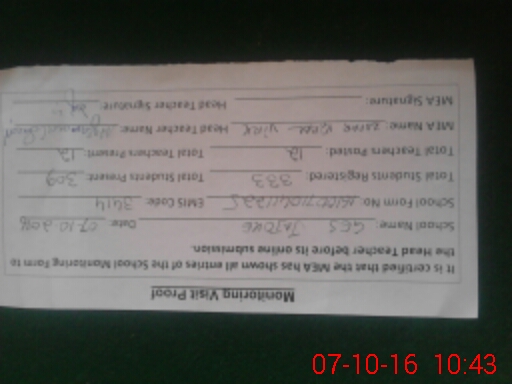 Monitoring Visit Proof
It is certified that the MEA has shown all entries of the School Monitoring Form to
the Head Teacher before its online submission.
School Name: GGS Date: 07.10.2016
School Form No: EMIS Code: 3414
Total Students Registered: 333 Total Students Present: 309
Total Teachers Posted: 12 Total Teachers Present: 12
MEA Name: Head Teacher Name:
MEA Signature: Head Teacher Signature:
07-10-16 10:43